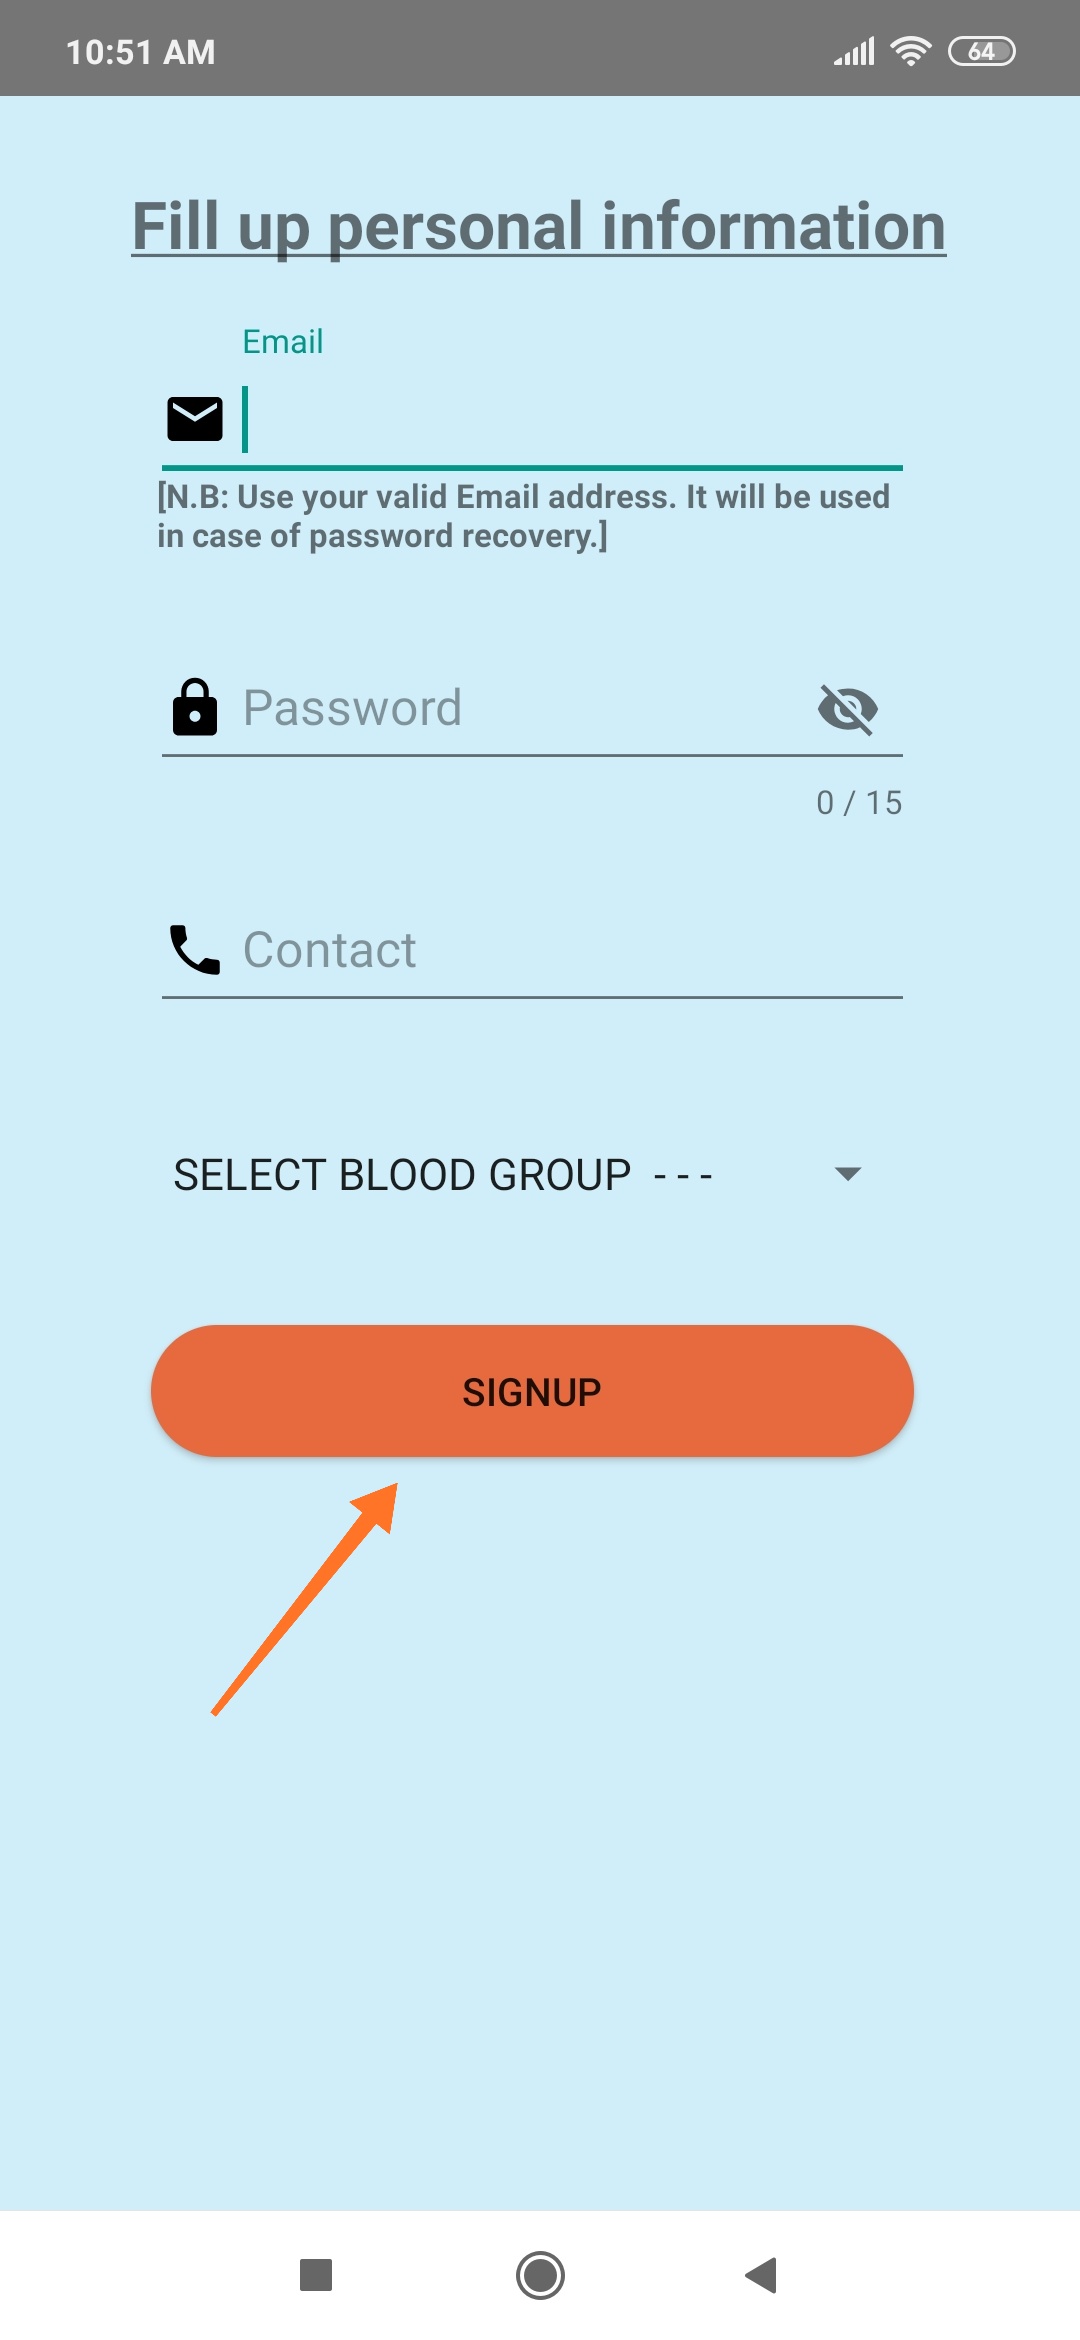 10:51 AM
64
Fill up personal information
Email
[N.B: Use your valid Email address. It will be used
in case of password recovery.]
Password
0 / 15
Contact
SELECT BLOOD GROUP  - - -
SIGNUP